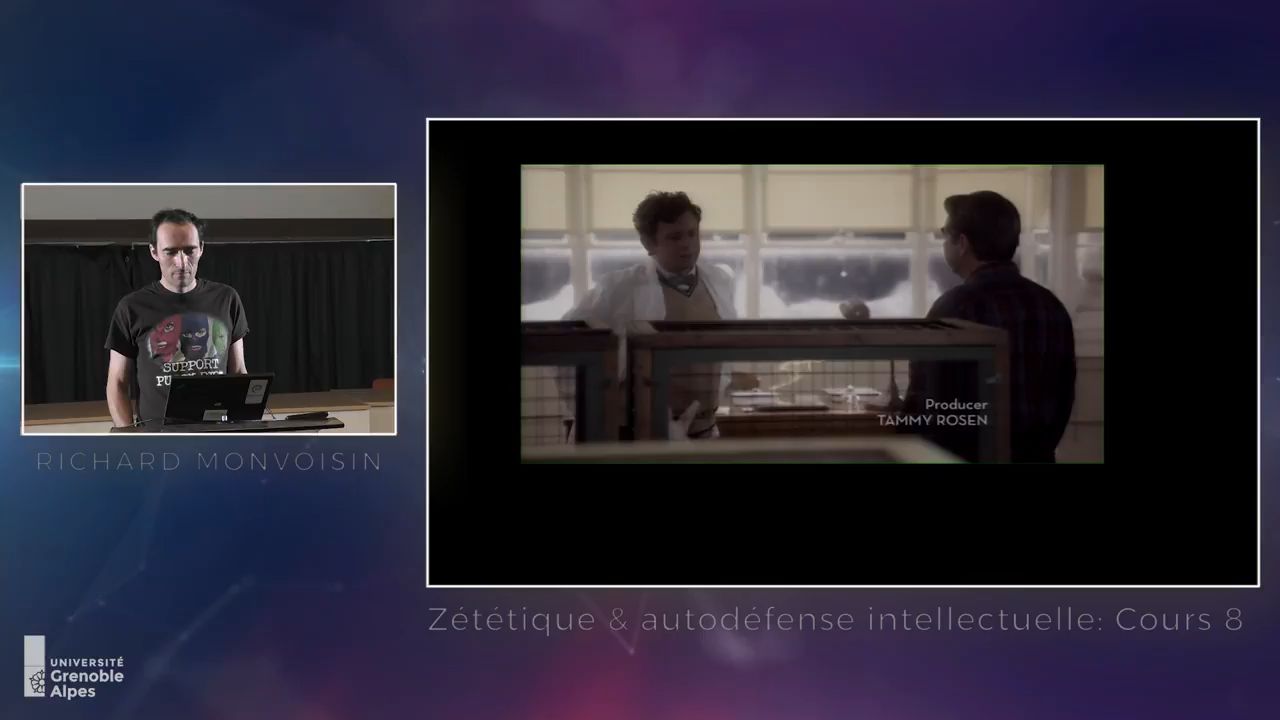 SUPPORT
Producer
TAMMY ROSEN
RICHARD MONVOISIN
Zététique & autodéfense intellectuelle: Cours 8
UNIVERSITÉ
Grenoble
Alpes